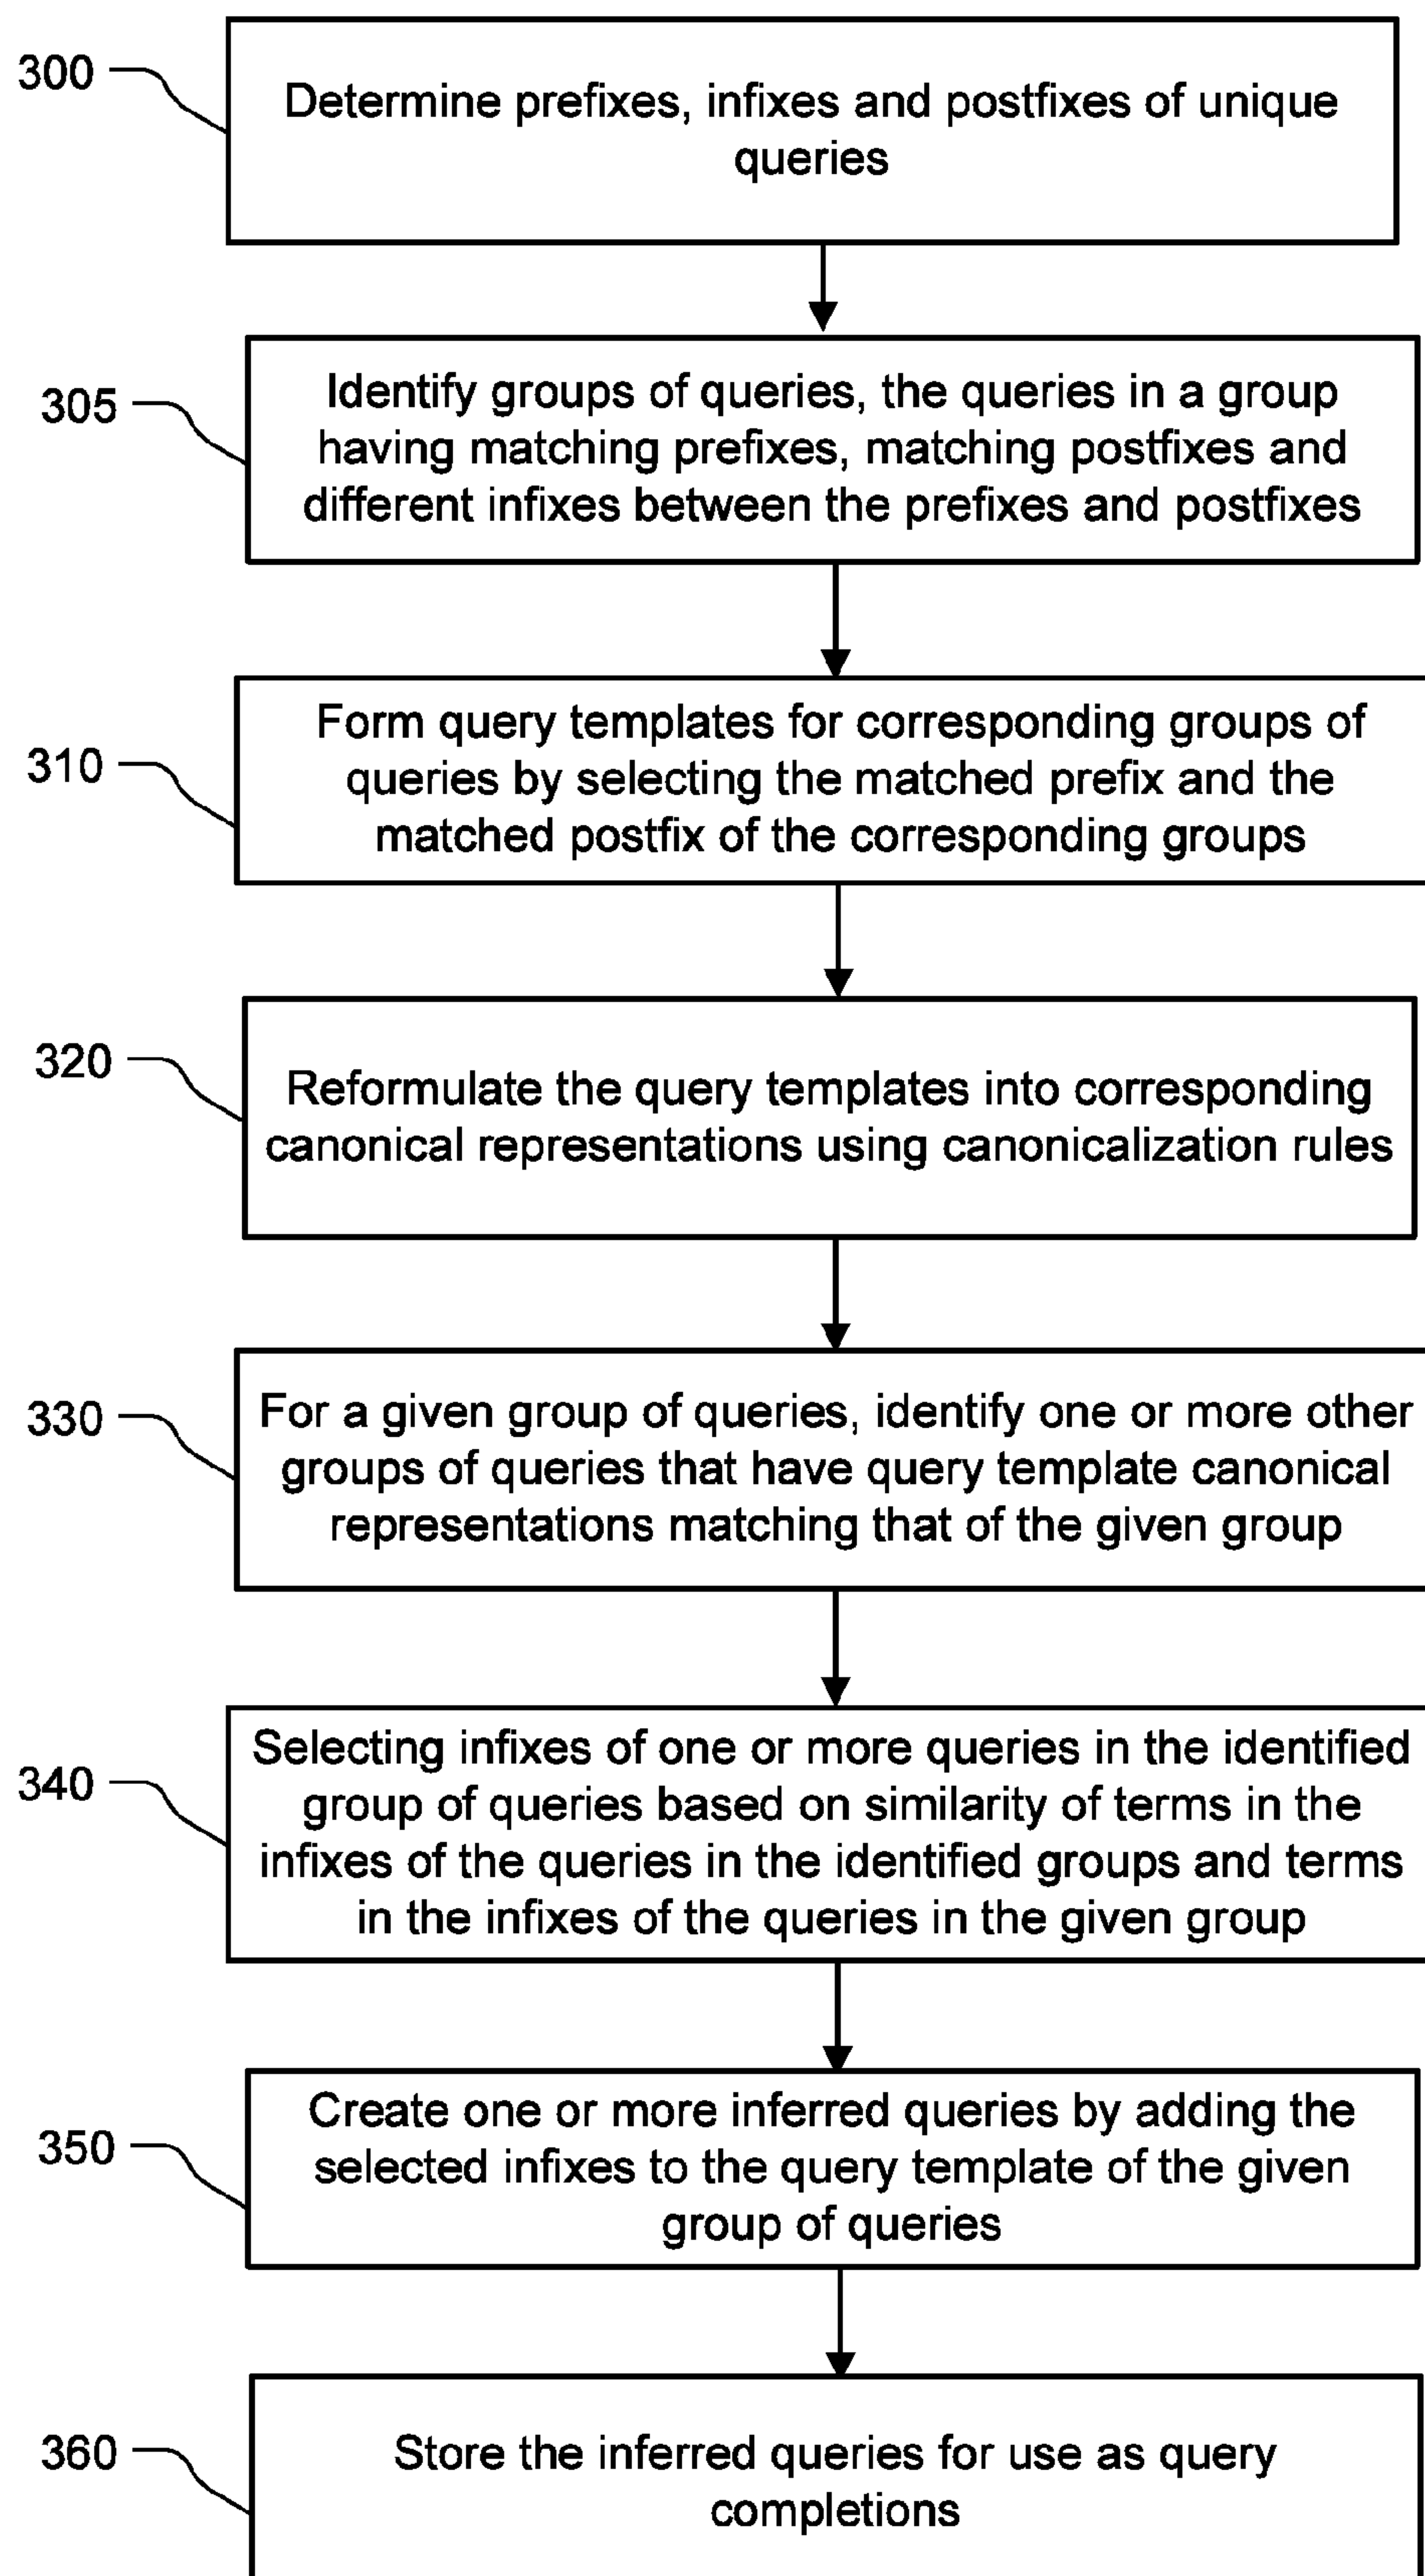 300
Determine prefixes, infixes and postfixes of unique
queries
305
Identify groups of queries, the queries in a group
having matching prefixes, matching postfixes and
different infixes between the prefixes and postfixes
310
Form query templates for corresponding groups of
queries by selecting the matched prefix and the
matched postfix of the corresponding groups
320
Reformulate the query templates into corresponding
canonical representations using canonicalization rules
330
For a given group of queries, identify one or more other
groups of queries that have query template canonical
representations matching that of the given group
340
Selecting infixes of one or more queries in the identified
group of queries based on similarity of terms in the
infixes of the queries in the identified groups and terms
in the infixes of the queries in the given group
350
Create one or more inferred queries by adding the
selected infixes to the query template of the given
group of queries
360
Store the inferred queries for use as query
completions